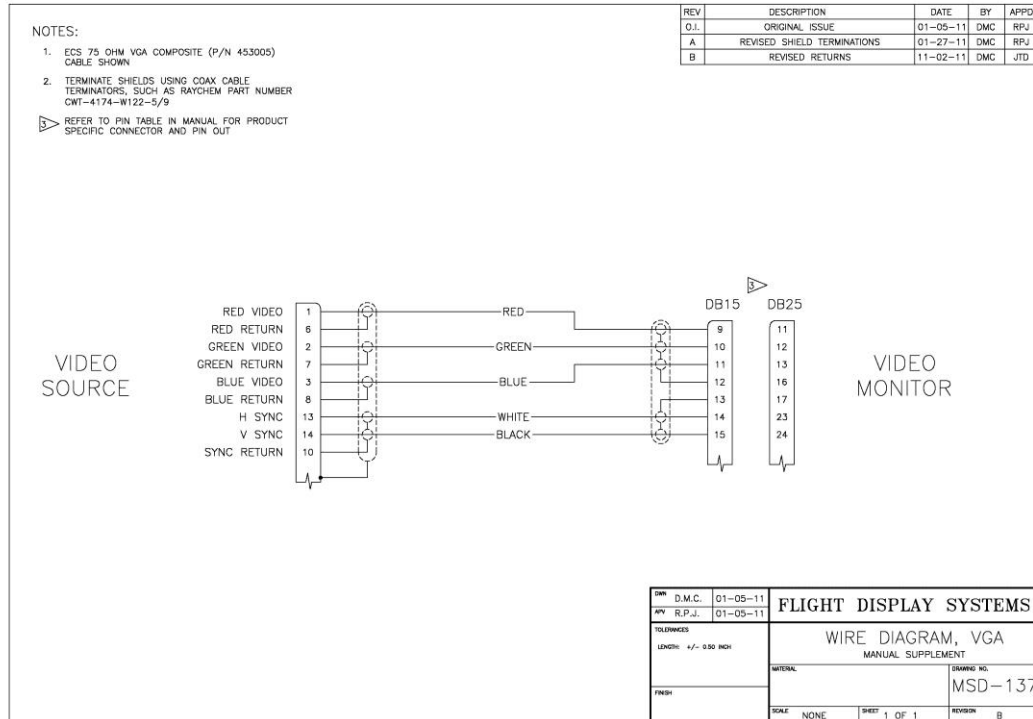 NOTES:
1. ECS 75 OHM VGA COMPOSITE (P/N 453005)
CABLE SHOWN
2. TERMINATE SHIELDS USING COAX CABLE
TERMINATORS, SUCH AS RAYCHEM PART NUMBER
CWT-4174-W122-5/9
3 REFER TO PIN TABLE IN MANUAL FOR PRODUCT
SPECIFIC CONNECTOR AND PIN OUT
REV DESCRIPTION DATE BY APPD
O.I. ORIGINAL ISSUE 01-05-11 DMC RPJ
A REVISED SHIELD TERMINATIONS 01-27-11 DMC RPJ
B REVISED RETURNS 11-02-11 DMC JTD
3
DB15 DB25
VIDEO
SOURCE
RED VIDEO 1
RED RETURN 6
GREEN VIDEO 2
GREEN RETURN 7
BLUE VIDEO 3
BLUE RETURN 8
H SYNC 13
V SYNC 14
SYNC RETURN 10
RED
GREEN
BLUE
WHITE
BLACK
9 11
10 12
11 13
12 16
13 17
14 23
15 24
VIDEO
MONITOR
DWN D.M.C. 01-05-11
APV R.P.J. 01-05-11
TOLERANCES
LENGTH: +/- 0.50 INCH
FINISH
FLIGHT DISPLAY SYSTEMS
WIRE DIAGRAM, VGA
MANUAL SUPPLEMENT
MATERIAL
DRAWING NO.
MSD-137
SCALE NONE SHEET 1 OF 1 REVISION B